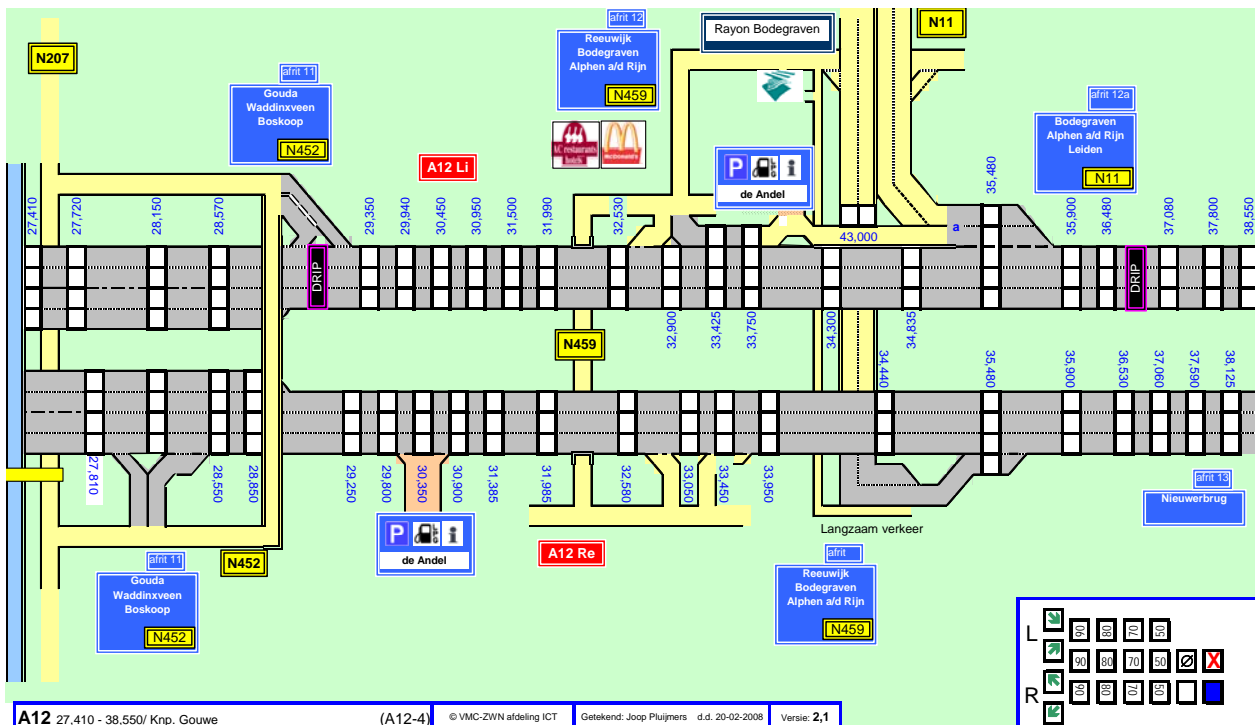 N207
afrit 11
Gouda
Waddinxveen
Boskoop
N452
afrit 12
Reeuwijk
Bodegraven
Alphen a/d Rijn
N459
Rayon Bodegraven
N11
afrit 12a
Bodegraven
Alphen a/d Rijn
Leiden
N11
AC restaurants
hotels
McDonald's
A12 Li
P
LPG
i
de Andel
27,410
27,720
28,150
28,570
29,350
29,940
30,450
30,950
31,500
31,990
32,530
43,000
a
35,480
35,900
36,480
37,080
37,800
38,550
DRIP
DRIP
32,900
33,425
33,750
34,300
34,835
N459
34,440
35,480
35,900
36,530
37,060
37,590
38,125
27,810
28,550
28,850
29,250
29,800
30,350
30,900
31,385
31,985
32,580
33,050
33,450
33,950
afrit 13
Nieuwerbrug
Langzaam verkeer
P
LPG
i
de Andel
A12 Re
N452
afrit 11
Gouda
Waddinxveen
Boskoop
N452
afrit
Reeuwijk
Bodegraven
Alphen a/d Rijn
N459
L
90 80 70 50
90 80 70 50 Ø X
R
90 80 70 50
A12 27,410 - 38,550/ Knp. Gouwe (A12-4)
© VMC-ZWN afdeling ICT
Getekend: Joop Pluijmers d.d. 20-02-2008
Versie: 2,1